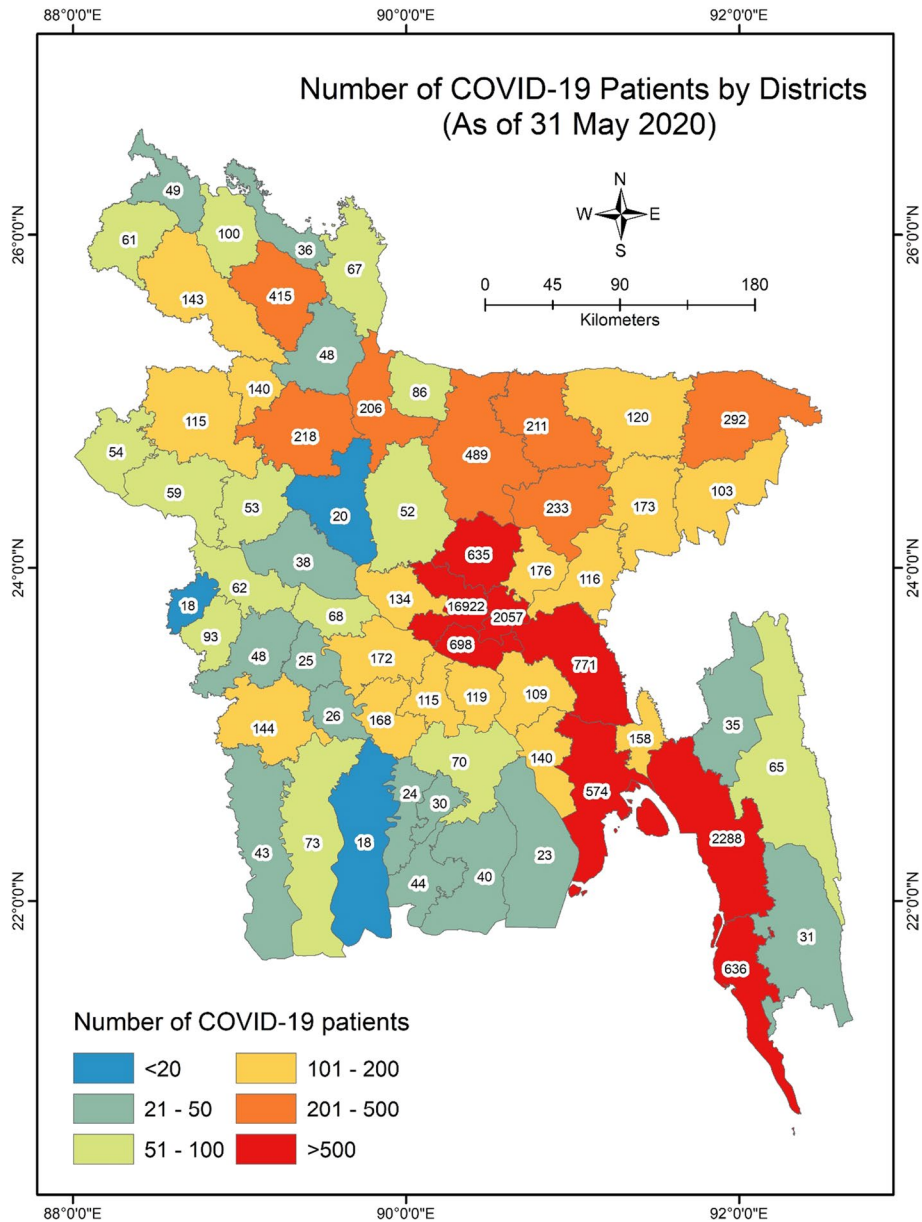 88°0'0"E 90°0'0"E 92°0'0"E
Number of COVID-19 Patients by Districts
(As of 31 May 2020)
N
W E
S
0 45 90 180
Kilometers
26°0'0"N 26°0'0"N
24°0'0"N 24°0'0"N
22°0'0"N 22°0'0"N
49
61 100 36 67
143 415
48
140 206 86
115 218 211 120 292
54 489
59 53 20 52 233 173 103
38 635 176 116
18 62 134 16922 2057
93 68 698
48 25 172 771
115 119 109
144 26 168 35
140 158 65
70
24 30 574
43 73 18 23 2288
44 40
31
636
Number of COVID-19 patients
<20 101 - 200
21 - 50 201 - 500
51 - 100 >500
88°0'0"E 90°0'0"E 92°0'0"E